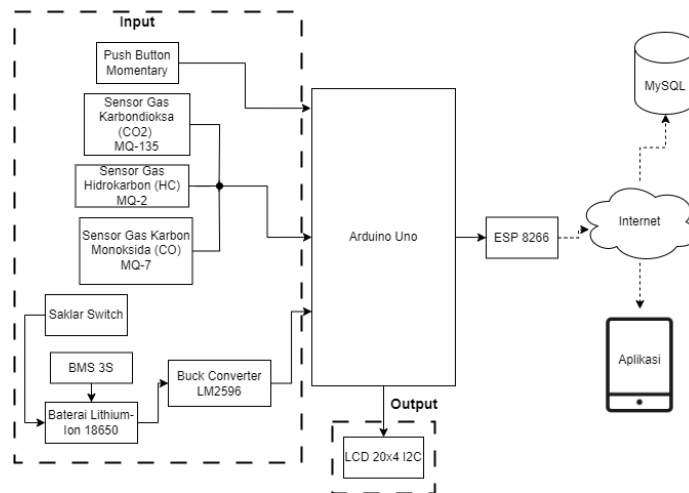 Input
Push Button
Momentary
Sensor Gas
Karbondioksa
(CO2)
MQ-135
Sensor Gas
Hidrokarbon (HC)
MQ-2
Sensor Gas Karbon
Monoksida (CO)
MQ-7
Saklar Switch
BMS 3S
Baterai Lithium-
Ion 18650
Buck Converter
LM2596
Arduino Uno
Output
LCD 20x4 I2C
ESP 8266
MySQL
Internet
Aplikasi